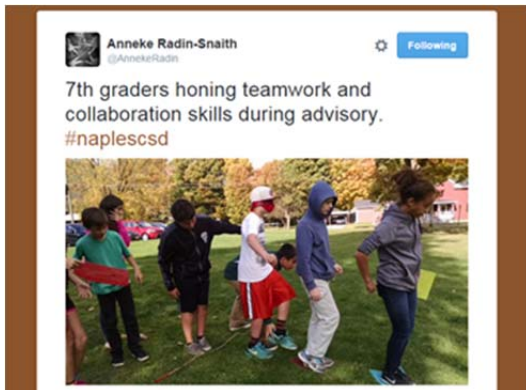 Anneke Radin-Snaith
@AnnekeRadin
Following
7th graders honing teamwork and
collaboration skills during advisory.
#naplescsd